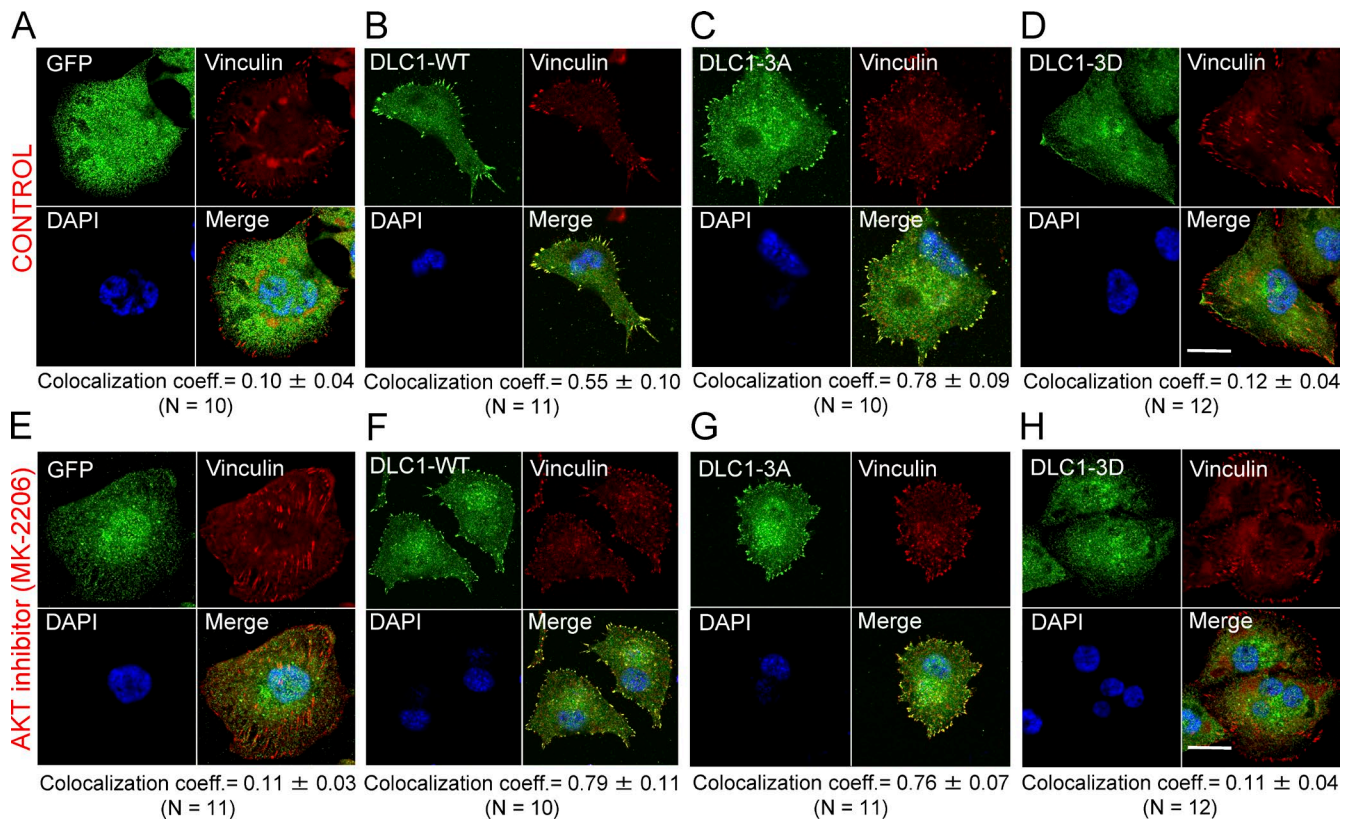 A
GFP
Vinculin
DAPI
Merge
Colocalization coeff.= 0.10 ± 0.04
(N = 10)
B
DLC1-WT
Vinculin
DAPI
Merge
Colocalization coeff.= 0.55 ± 0.10
(N = 11)
C
DLC1-3A
Vinculin
DAPI
Merge
Colocalization coeff.= 0.78 ± 0.09
(N = 10)
D
DLC1-3D
Vinculin
DAPI
Merge
Colocalization coeff.= 0.12 ± 0.04
(N = 12)
CONTROL
E
GFP
Vinculin
DAPI
Merge
Colocalization coeff.= 0.11 ± 0.03
(N = 11)
F
DLC1-WT
Vinculin
DAPI
Merge
Colocalization coeff.= 0.79 ± 0.11
(N = 10)
G
DLC1-3A
Vinculin
DAPI
Merge
Colocalization coeff.= 0.76 ± 0.07
(N = 11)
H
DLC1-3D
Vinculin
DAPI
Merge
Colocalization coeff.= 0.11 ± 0.04
(N = 12)
AKT inhibitor (MK-2206)